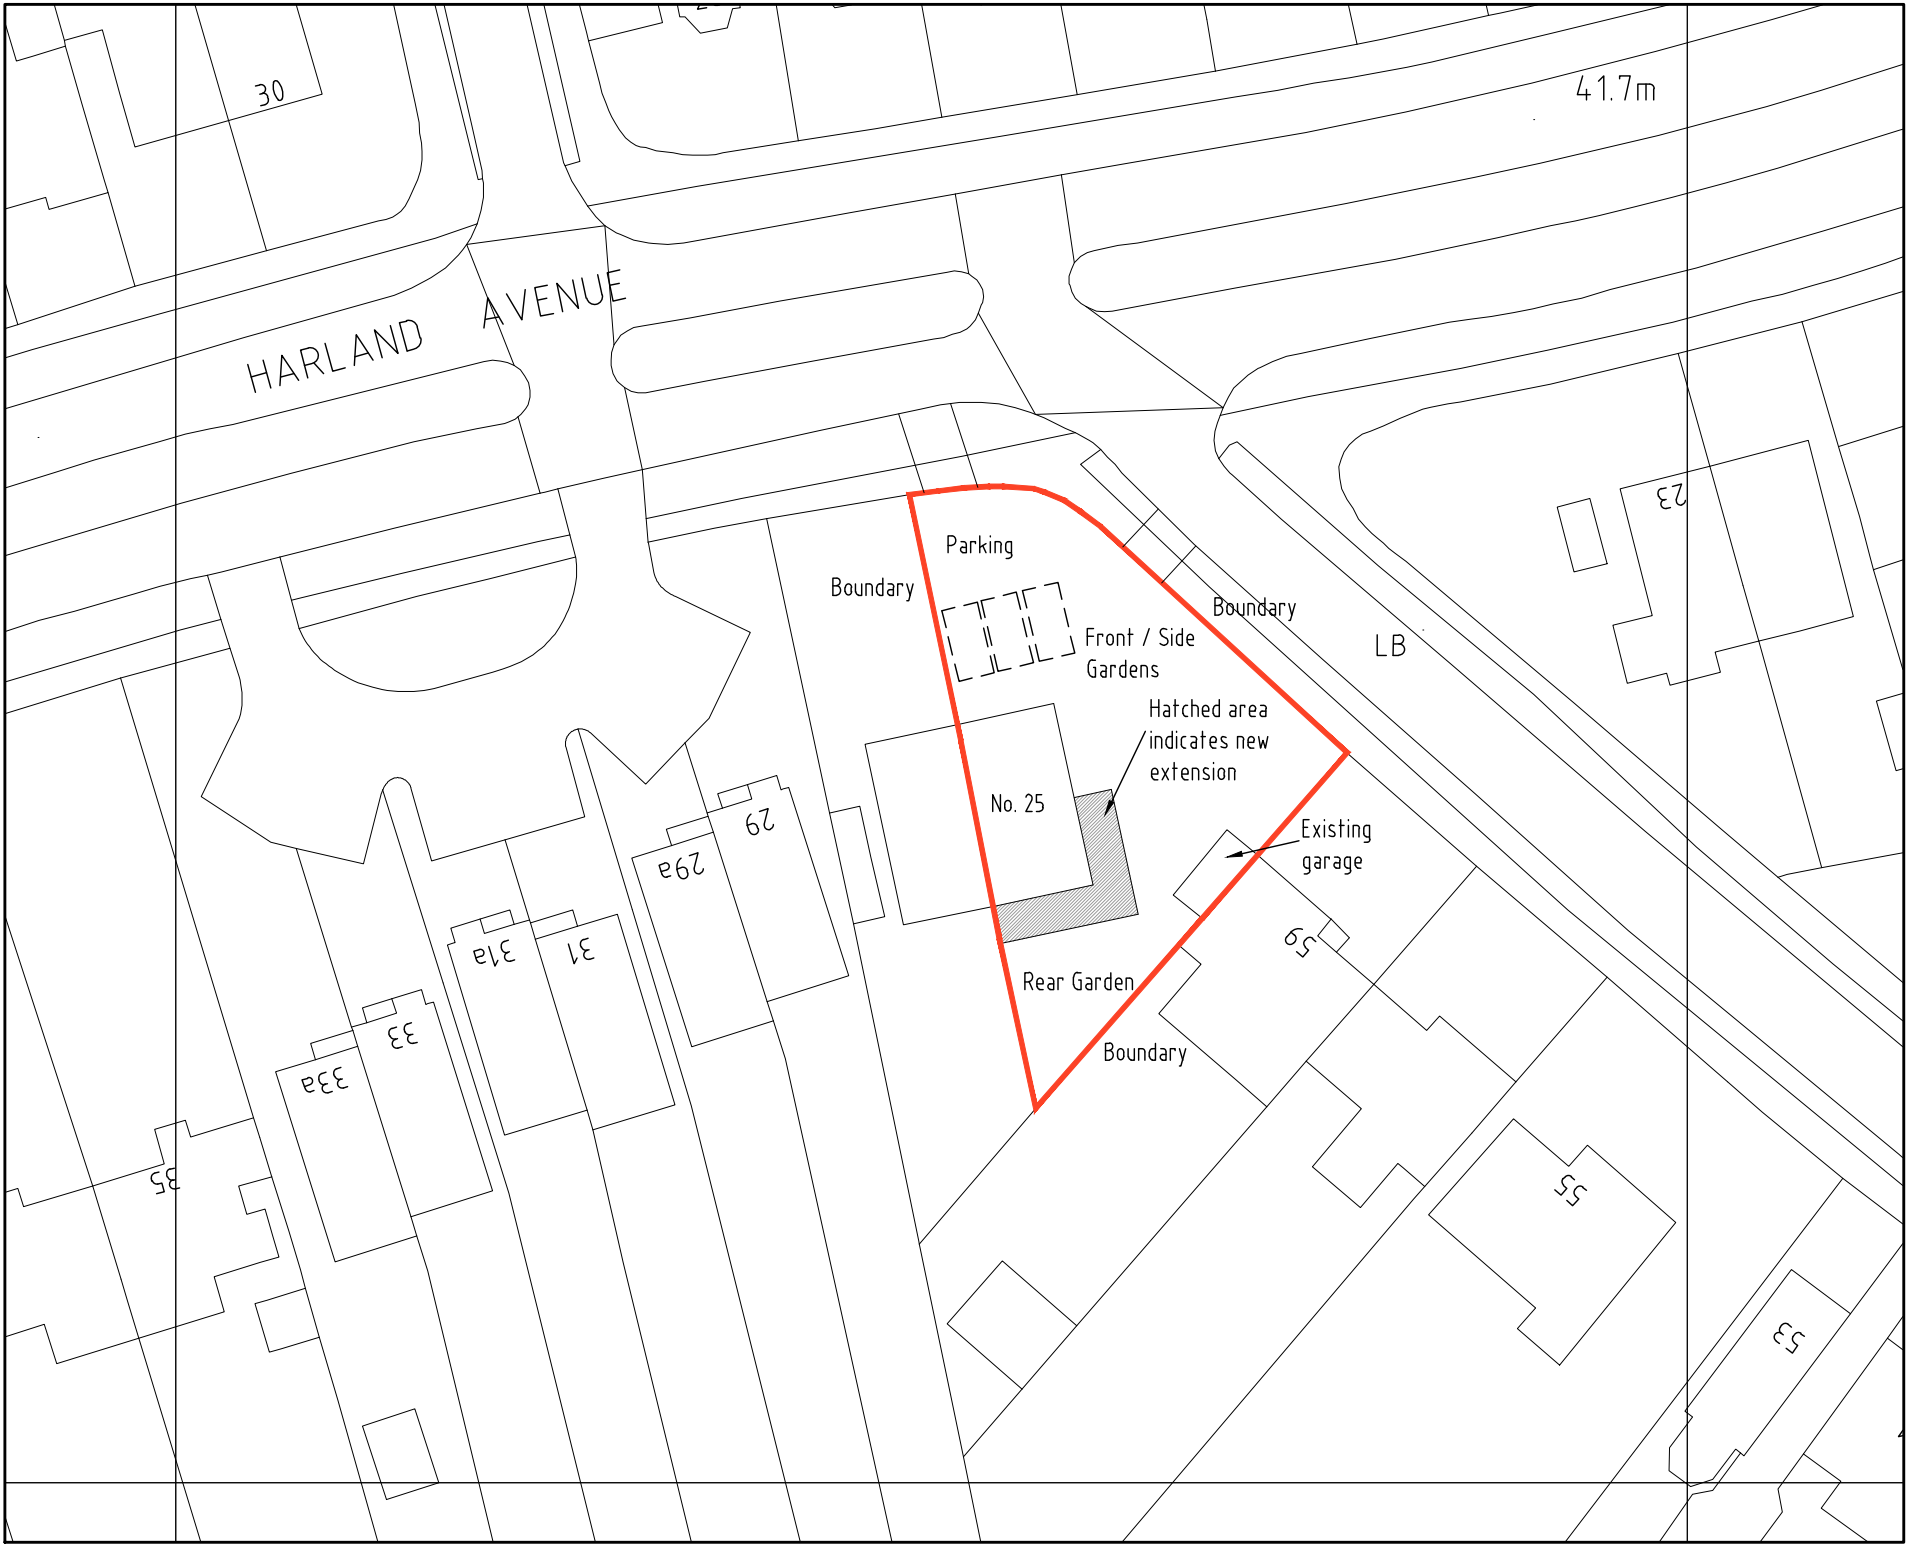 30
41.7m
HARLAND AVENUE
23
Parking
Boundary
Boundary
Front / Side
Gardens
LB
Hatched area
indicates new
extension
No. 25
29
29a
Existing
garage
59
31a
31
Rear Garden
33
33a
Boundary
35
55
53